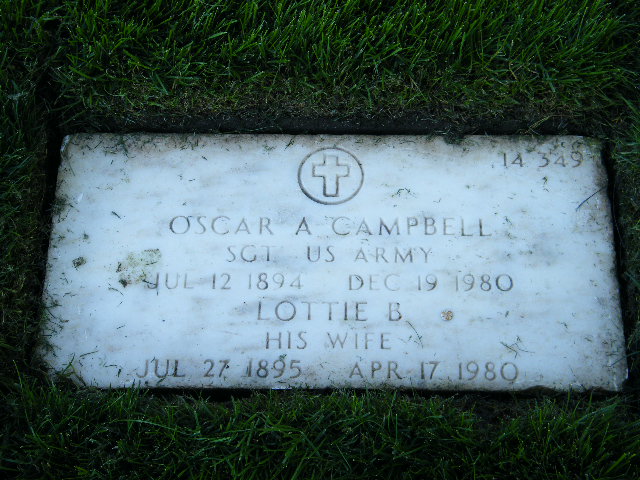 14 349
OSCAR A CAMPBELL
SGT US ARMY
JUL 12 1894 DEC 19 1980
LOTTIE B
HIS WIFE
JUL 27 1895 APR 17 1980